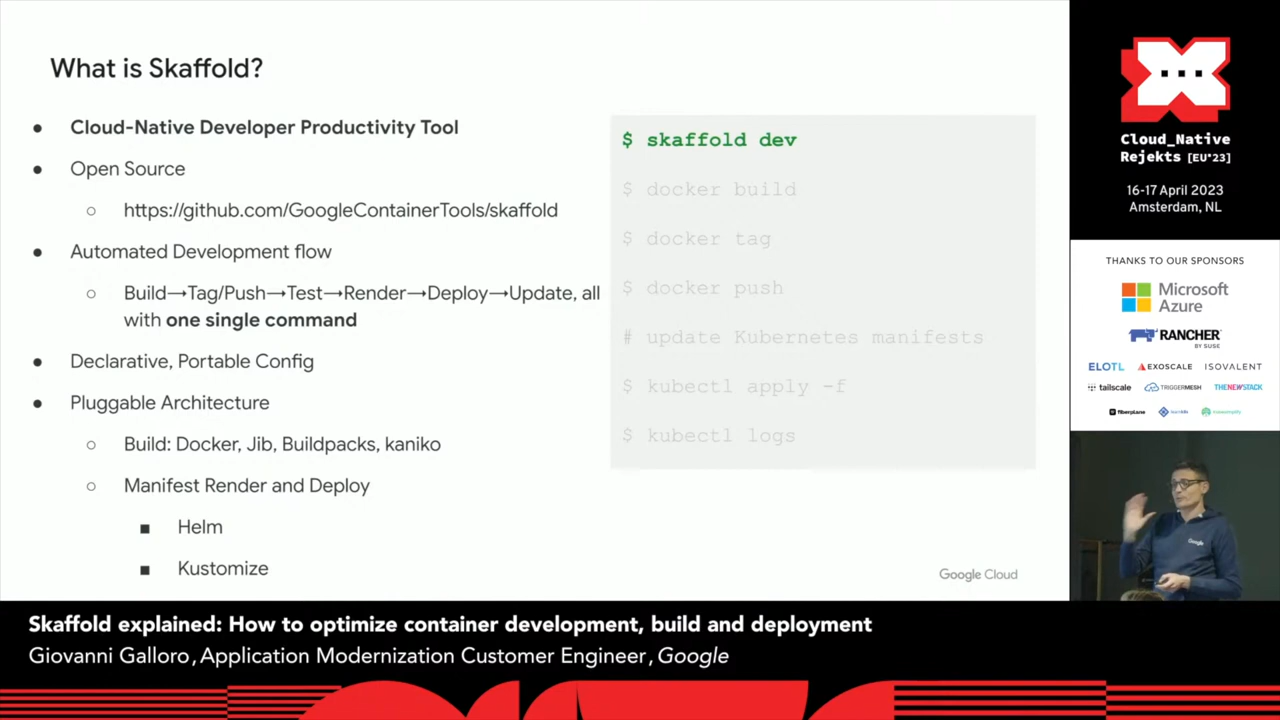 What is Skaffold?
● Cloud-Native Developer Productivity Tool
● Open Source
○ https://github.com/GoogleContainerTools/skaffold
● Automated Development flow
○ Build→Tag/Push→Test→Render→Deploy→Update, all
with one single command
● Declarative, Portable Config
● Pluggable Architecture
○ Build: Docker, Jib, Buildpacks, kaniko
○ Manifest Render and Deploy
■ Helm
■ Kustomize
$ skaffold dev
$ docker build
$ docker tag
$ docker push
# update Kubernetes manifests
$ kubectl apply -f
$ kubectl logs
Google Cloud
Cloud_Native
Rejekts [EU'23]
16-17 April 2023
Amsterdam, NL
THANKS TO OUR SPONSORS
Microsoft
Azure
RANCHER
BY SUSE
ELOTL EXOSCALE ISOVALENT
tailscale TRIGGERMESH THENEWSTACK
fiberplane
Google
Skaffold explained: How to optimize container development, build and deployment
Giovanni Galloro, Application Modernization Customer Engineer, Google